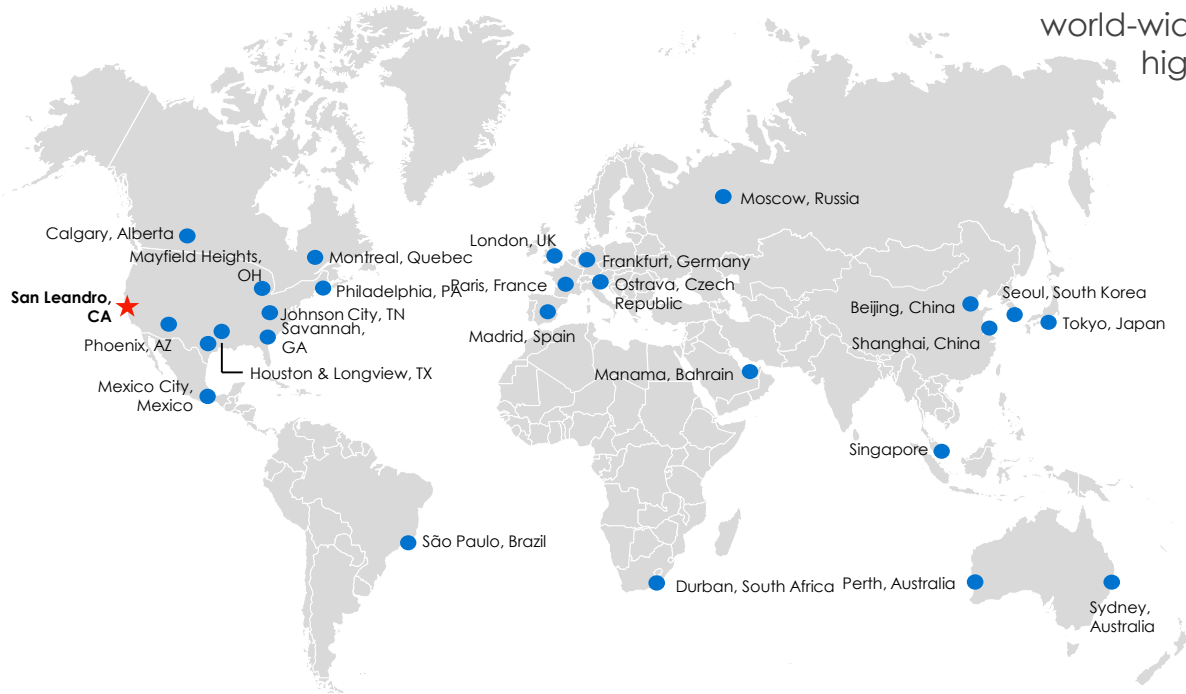 world-wid
hig
Moscow, Russia
Calgary, Alberta
London, UK
Mayfield Heights,
OH
Montreal, Quebec
Frankfurt, Germany
Paris, France
Ostrava, Czech
Republic
Philadelphia, PA
San Leandro,
CA
Johnson City, TN
Savannah,
GA
Phoenix, AZ
Madrid, Spain
Beijing, China
Seoul, South Korea
Tokyo, Japan
Shanghai, China
Houston & Longview, TX
Manama, Bahrain
Mexico City,
Mexico
Singapore
São Paulo, Brazil
Durban, South Africa
Perth, Australia
Sydney,
Australia